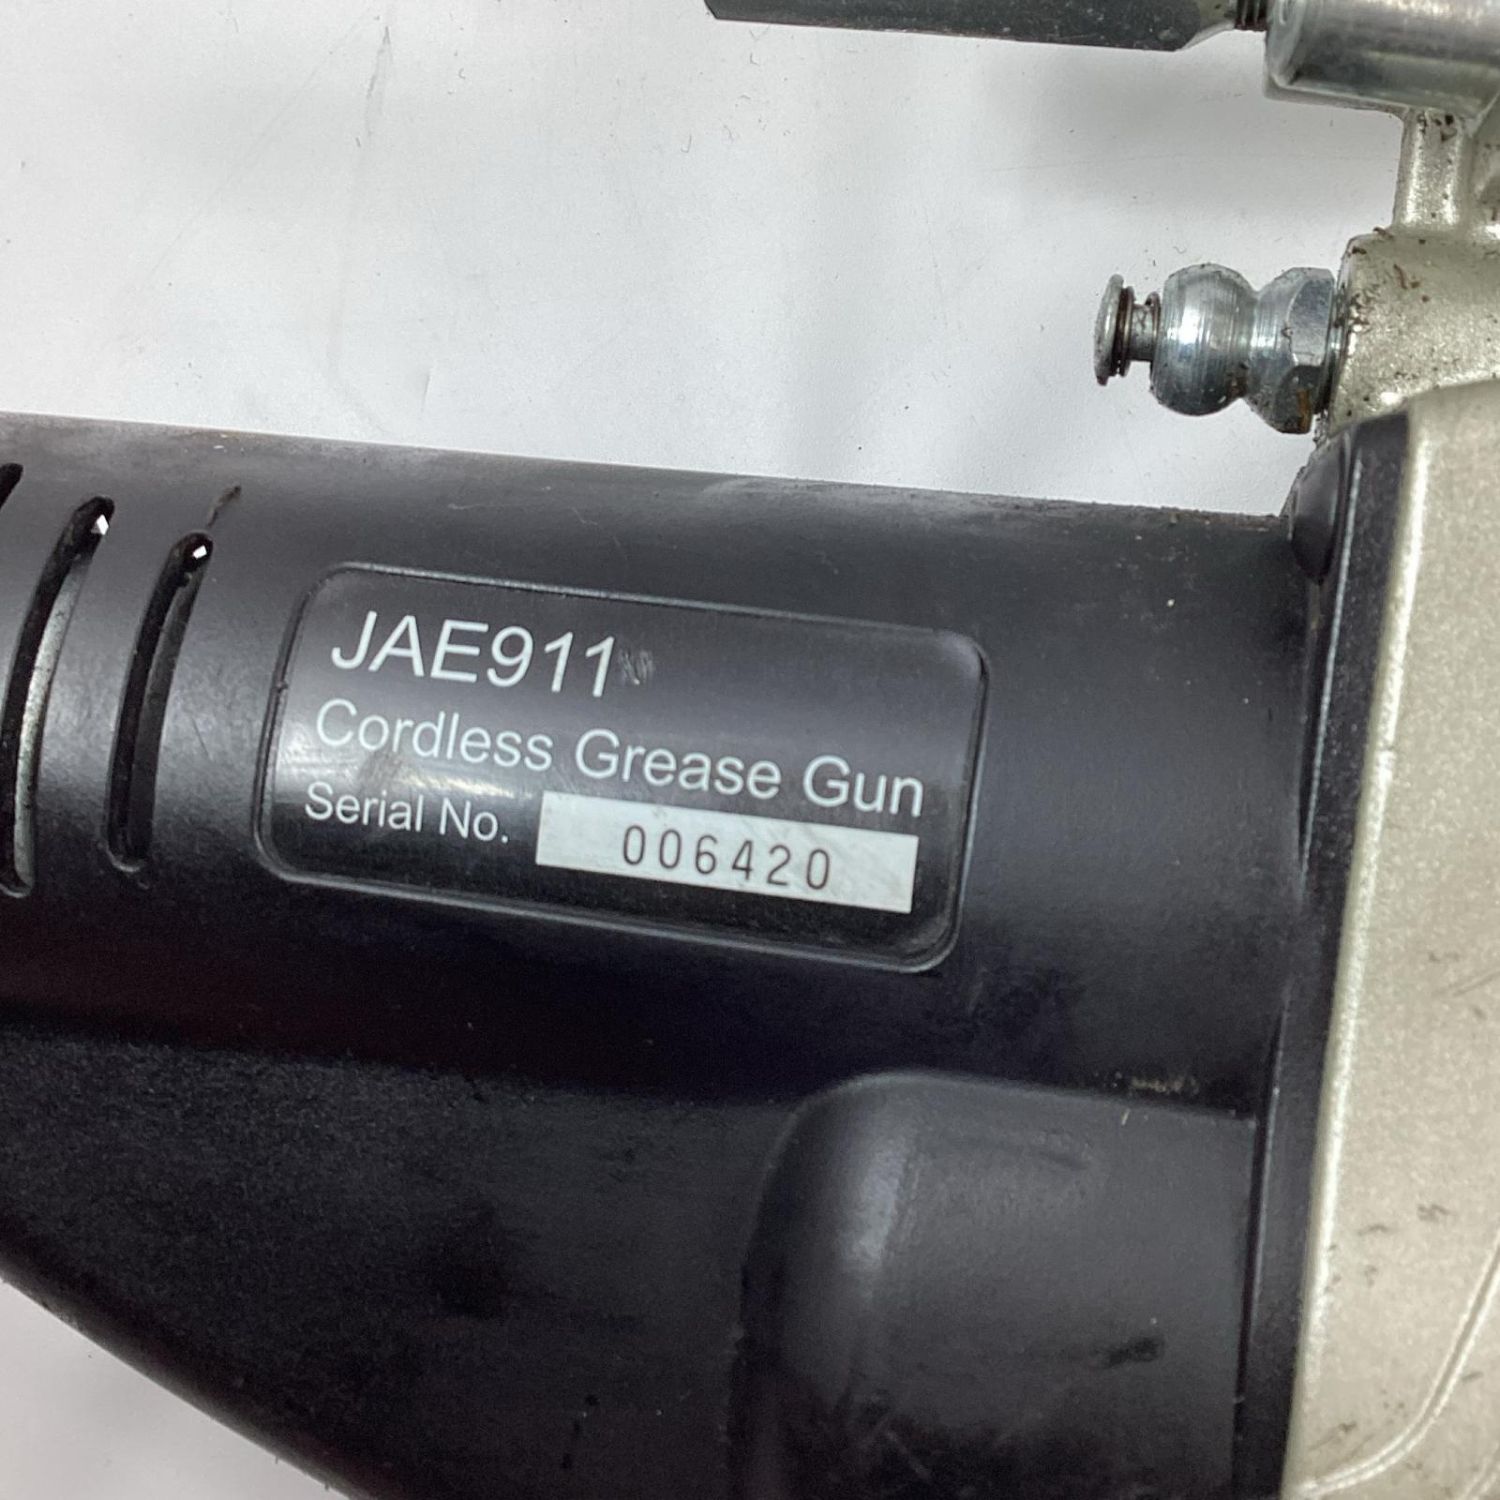 JAE911
Cordless Grease Gun
Serial No. 006420